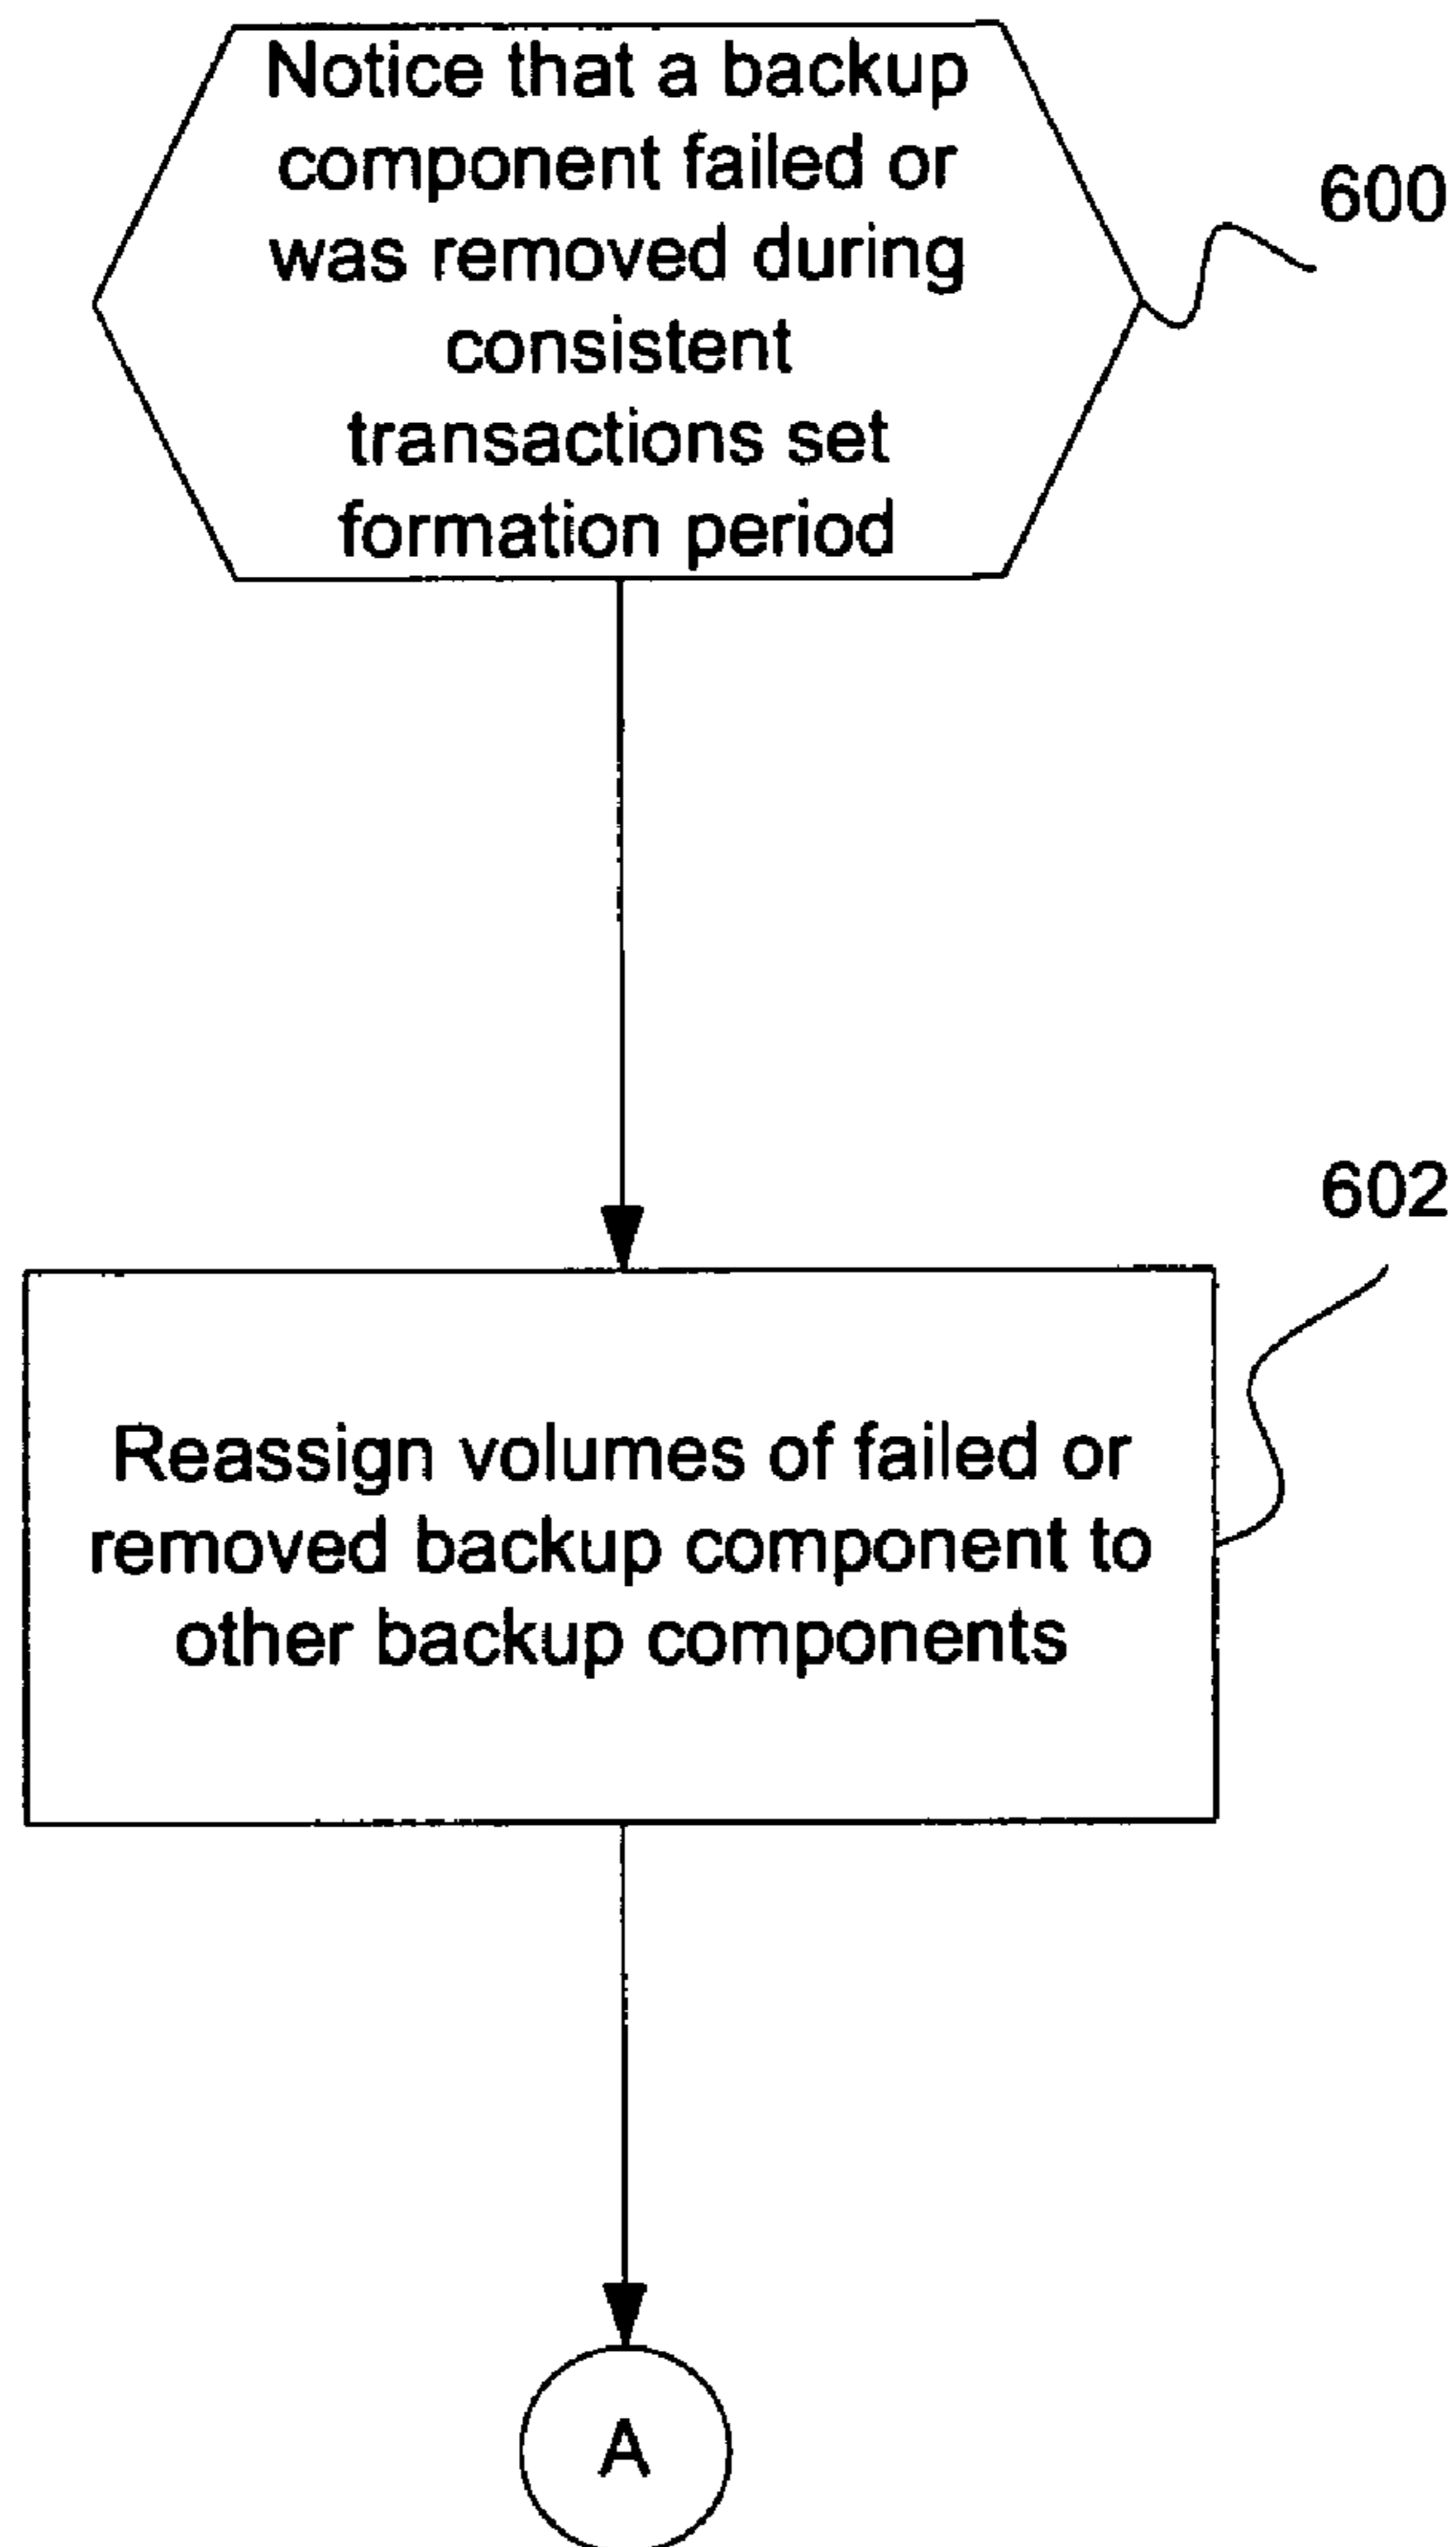 Notice that a backup
component failed or
was removed during
consistent
transactions set
formation period
600
602
Reassign volumes of failed or
removed backup component to
other backup components
A